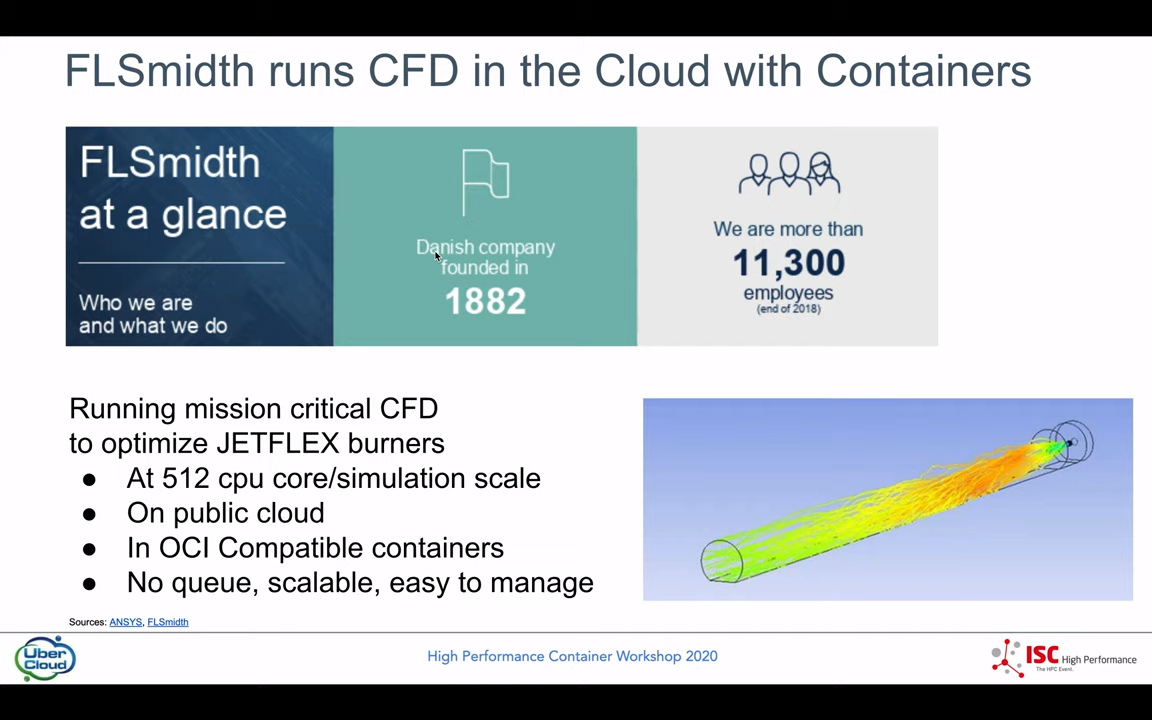 FLSmidth runs CFD in the Cloud with Containers
FLSmidth
at a glance
Who we are
and what we do
Danish company
founded in
1882
We are more than
11,300
employees
(end of 2018)
Running mission critical CFD
to optimize JETFLEX burners
● At 512 cpu core/simulation scale
● On public cloud
● In OCI Compatible containers
● No queue, scalable, easy to manage
Sources: ANSYS, FLSmidth
Uber
Cloud
High Performance Container Workshop 2020
ISC High Performance
The HPC Event.